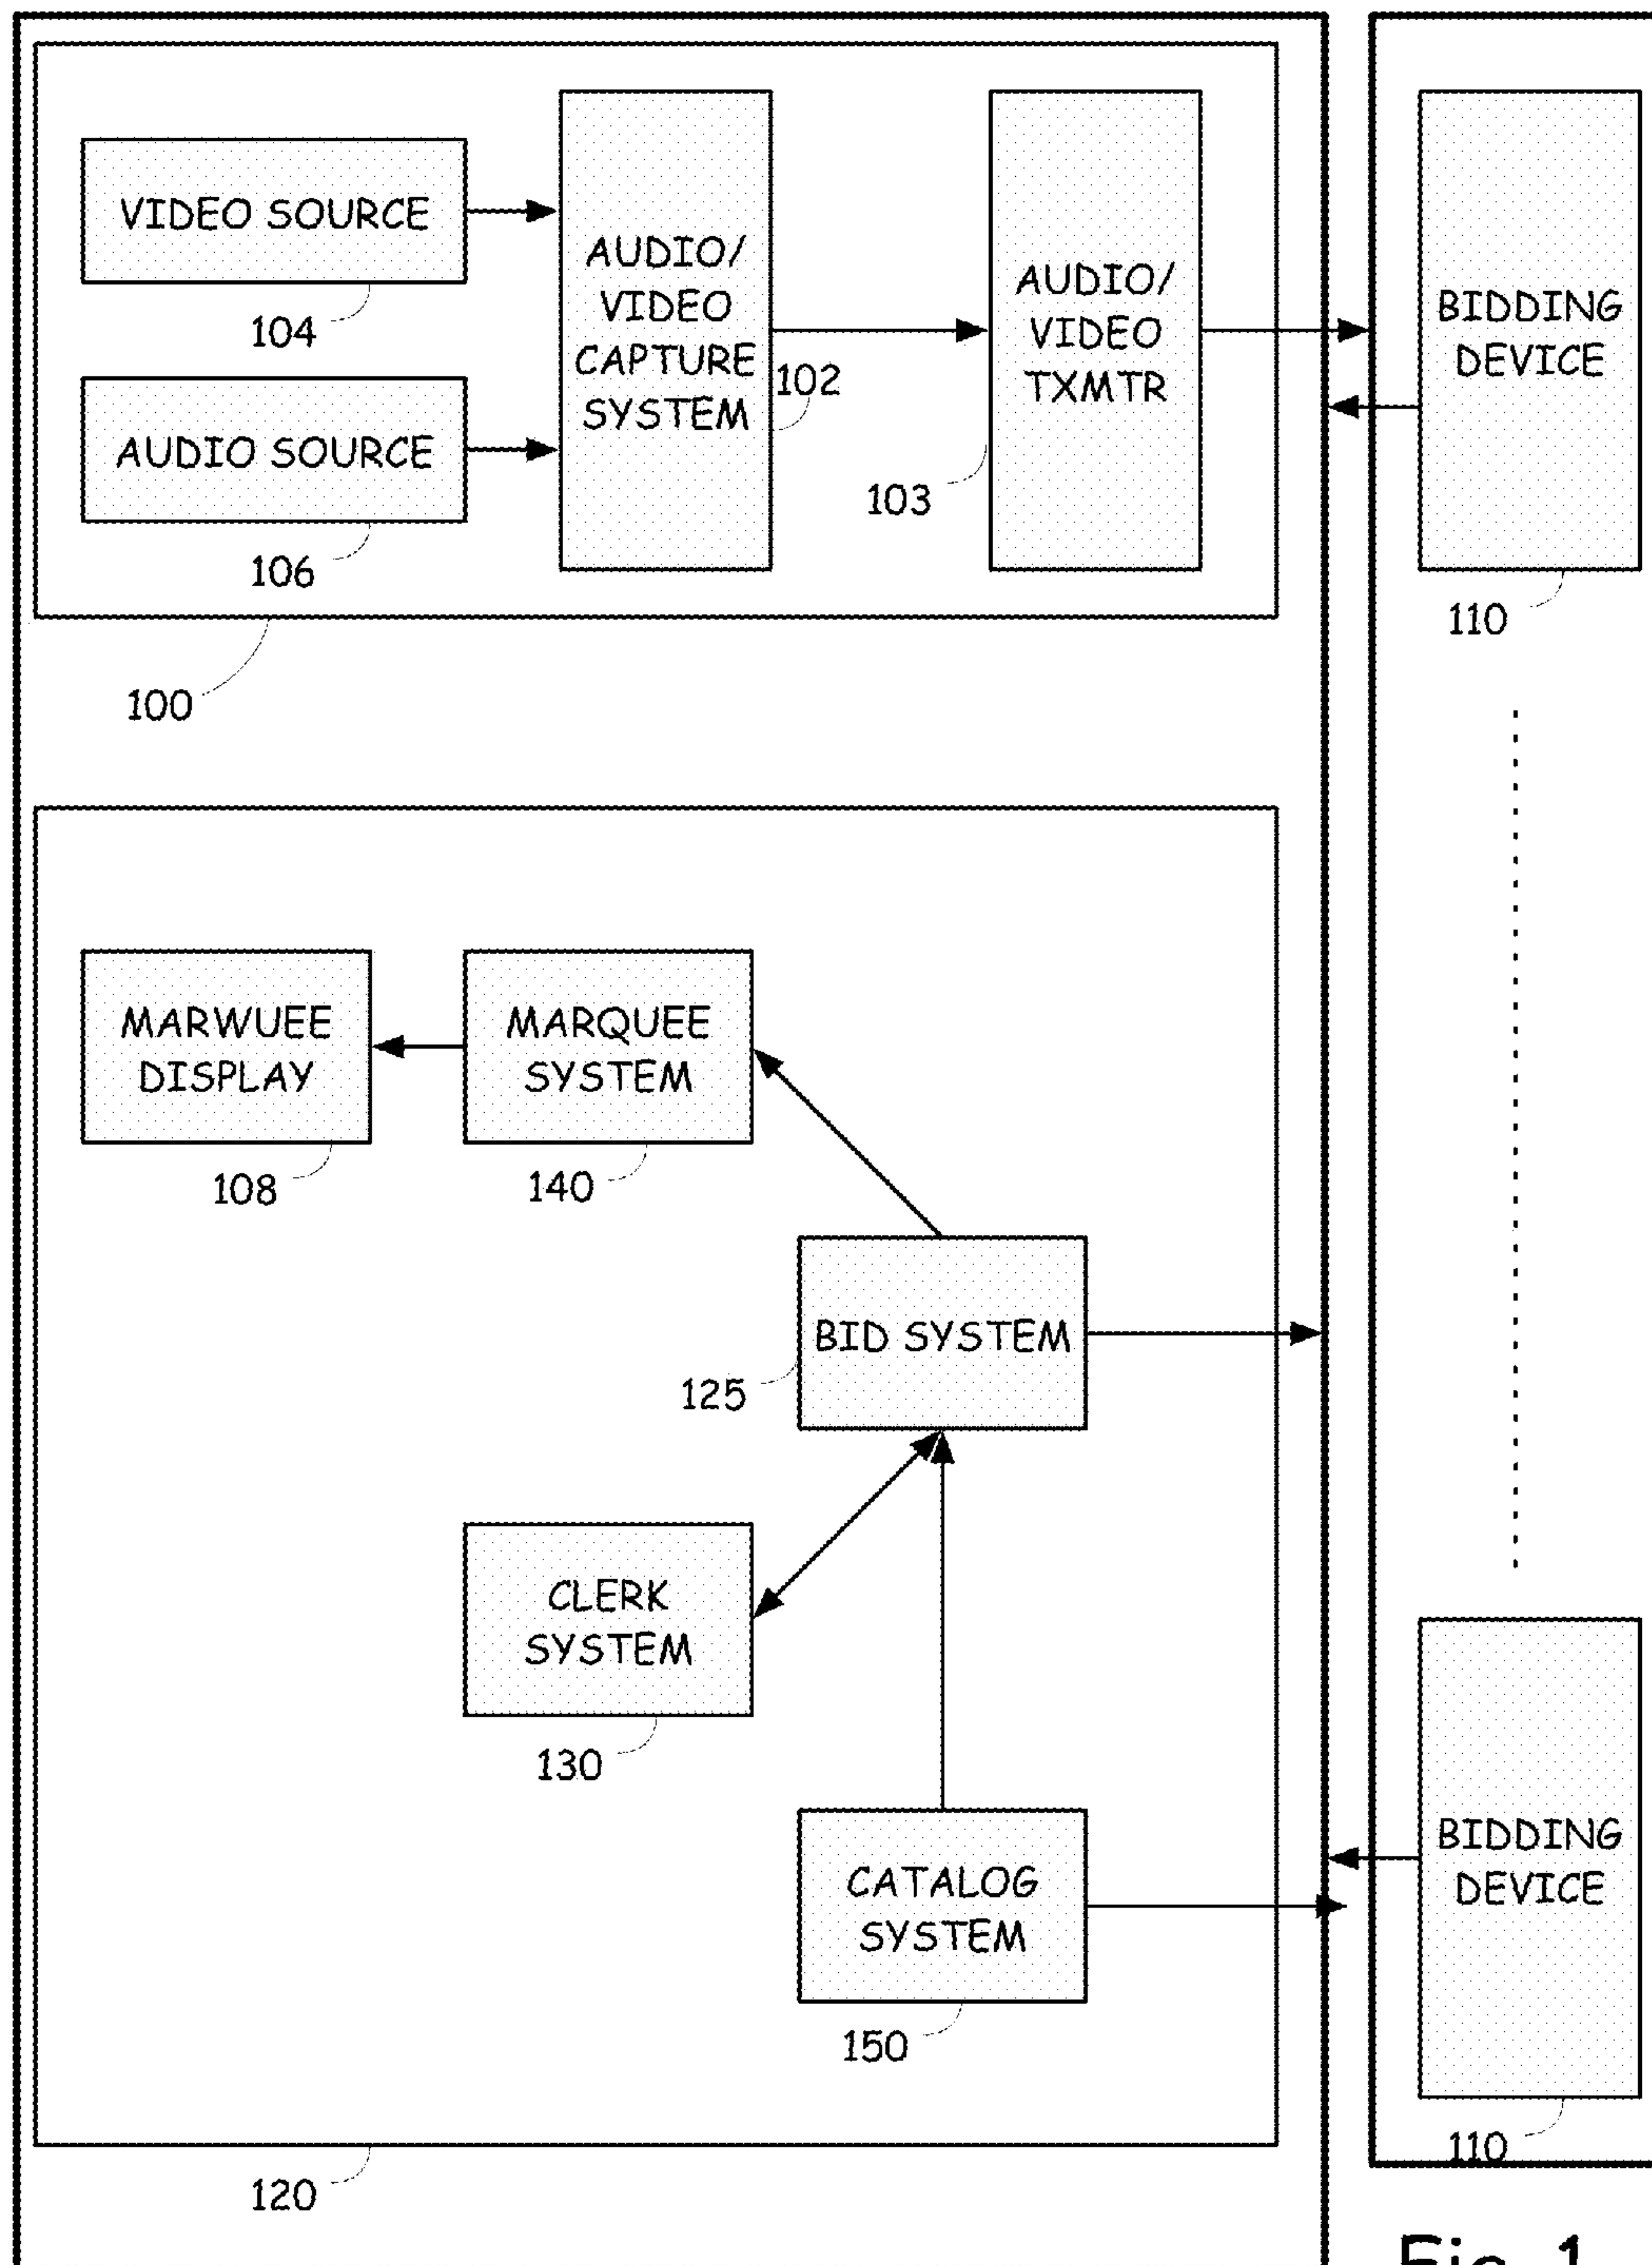 VIDEO SOURCE
104
AUDIO SOURCE
106
AUDIO/
VIDEO
CAPTURE
SYSTEM
102
AUDIO/
VIDEO
TXMTR
103
100
BIDDING
DEVICE
110
MARWUEE
DISPLAY
108
MARQUEE
SYSTEM
140
BID SYSTEM
125
CLERK
SYSTEM
130
CATALOG
SYSTEM
150
120
BIDDING
DEVICE
110
Fig. 1